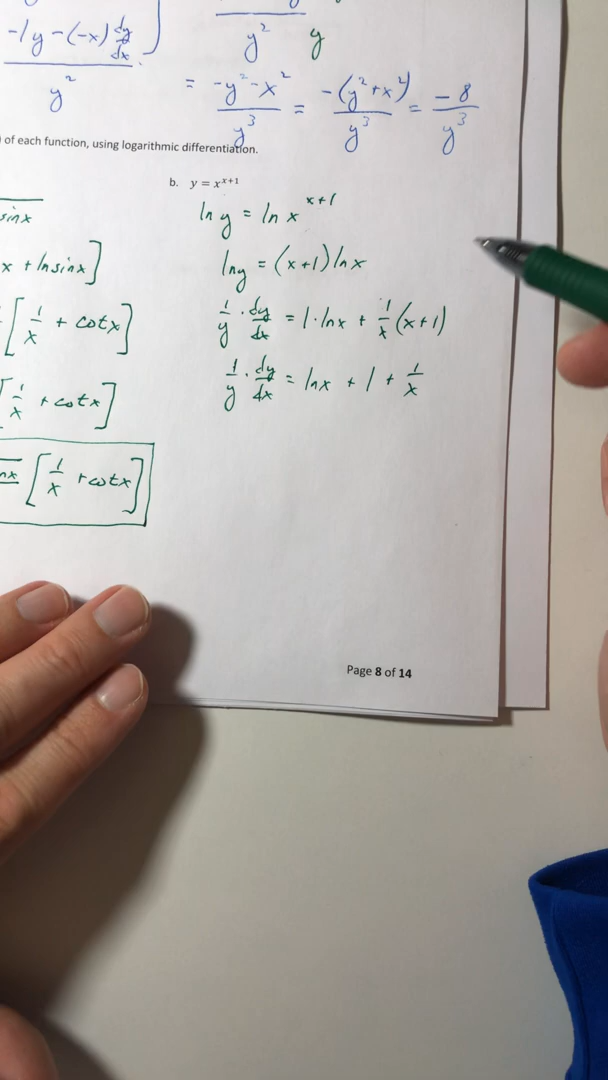 -1y - (-x) dy/dx
y²
y² y
= -y² - x² / y³ = -(y² + x²) / y³ = -8 / y³
of each function, using logarithmic differentiation.
b. y = x^(x+1)
ln y = ln x^(x+1)
ln y = (x+1) ln x
1/y · dy/dx = 1·ln x + 1/x (x+1)
1/y · dy/dx = ln x + 1 + 1/x
sinx
x + ln sinx]
[1/x + cotx]
[1/x + cotx]
[1/x + cotx]
Page 8 of 14